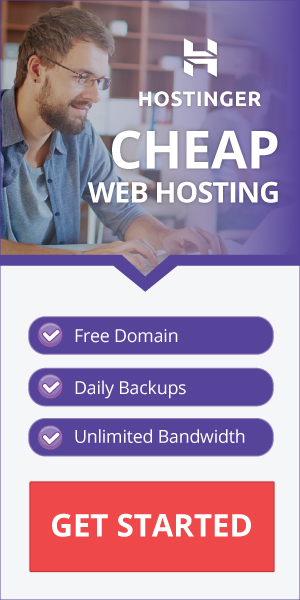 HOSTINGER
CHEAP
WEB HOSTING
Free Domain
Daily Backups
Unlimited Bandwidth
GET STARTED